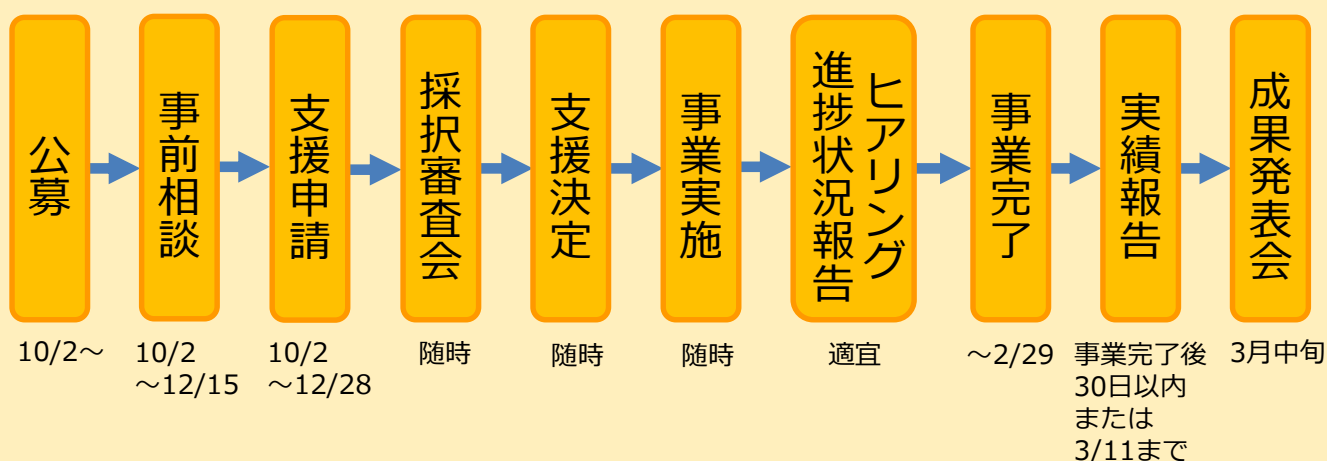 公募
事前相談
支援申請
採択審査会
支援決定
事業実施
ヒアリング
進捗状況報告
事業完了
実績報告
成果発表会
10/2～
10/2
～12/15
10/2
～12/28
随時
随時
随時
適宜
～2/29
事業完了後
30日以内
または
3/11まで
3月中旬